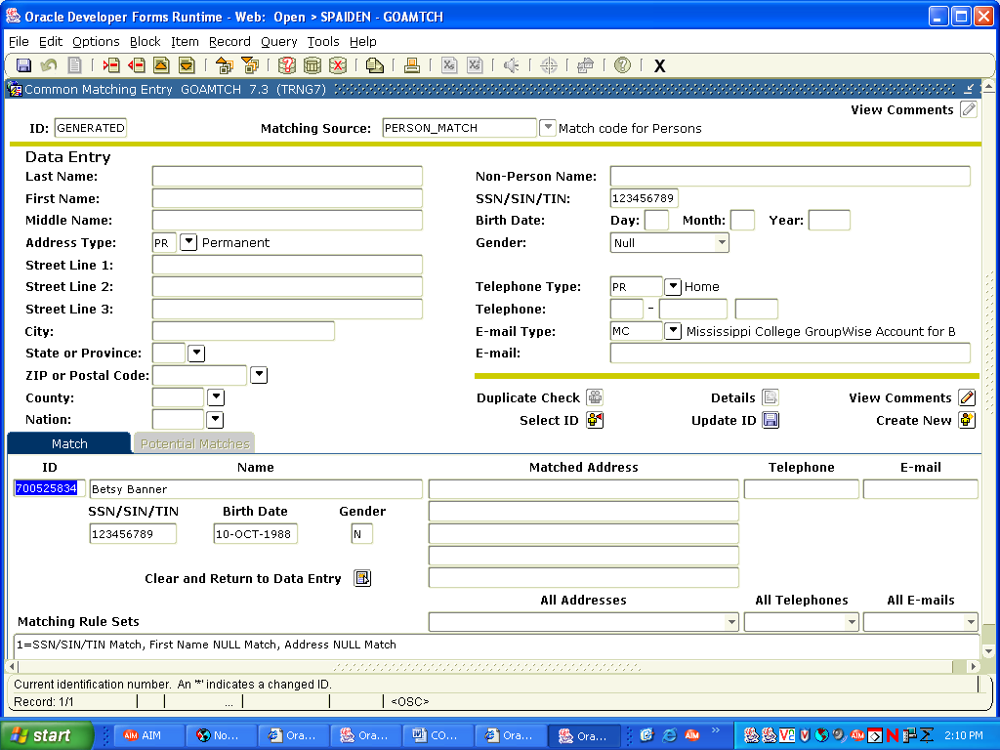 Oracle Developer Forms Runtime - Web: Open > SPAIDEN - GOAMTCH
File Edit Options Block Item Record Query Tools Help
X
Common Matching Entry GOAMTCH 7.3 (TRNG7)
View Comments
ID: GENERATED Matching Source: PERSON_MATCH Match code for Persons
Data Entry
Last Name: Non-Person Name:
First Name: SSN/SIN/TIN: 123456789
Middle Name: Birth Date: Day: Month: Year:
Address Type: PR Permanent Gender: Null
Street Line 1:
Street Line 2: Telephone Type: PR Home
Street Line 3: Telephone: -
City: E-mail Type: MC Mississippi College GroupWise Account for B
State or Province: E-mail:
ZIP or Postal Code:
County: Duplicate Check Details View Comments
Nation: Select ID Update ID Create New
Match Potential Matches
ID Name Matched Address Telephone E-mail
700525834 Betsy Banner
SSN/SIN/TIN Birth Date Gender
123456789 10-OCT-1988 N
Clear and Return to Data Entry
All Addresses All Telephones All E-mails
Matching Rule Sets
1=SSN/SIN/TIN Match, First Name NULL Match, Address NULL Match
Current identification number. An '*' indicates a changed ID.
Record: 1/1 ... <OSC>
start AIM No... Ora... Ora... CO... Ora... Ora... 2:10 PM